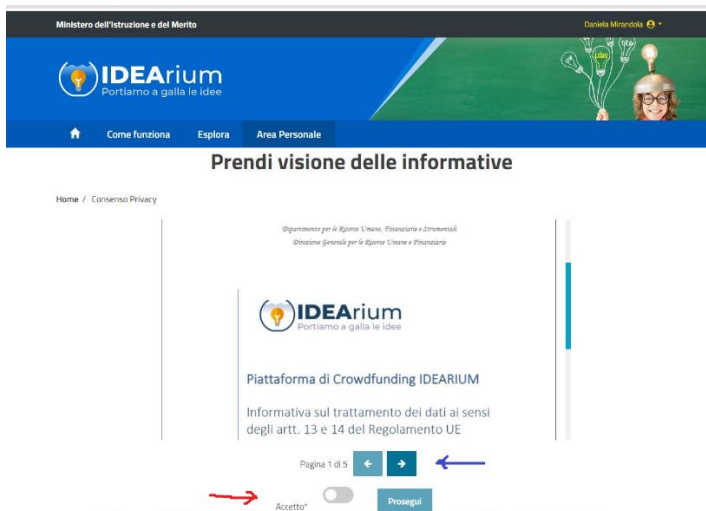 Ministero dell'Istruzione e del Merito
Daniela Mirandola
IDEArium
Portiamo a galla le idee
Idea
Come funziona
Esplora
Area Personale
Prendi visione delle informative
Home / Consenso Privacy
Dipartimento per le Risorse Umane, Finanziarie e Strumentali
Direzione Generale per le Risorse Umane e Finanziarie
IDEArium
Portiamo a galla le idee
Piattaforma di Crowdfunding IDEARIUM
Informativa sul trattamento dei dati ai sensi
degli artt. 13 e 14 del Regolamento UE
Pagina 1 di 5
Accetto*
Prosegui